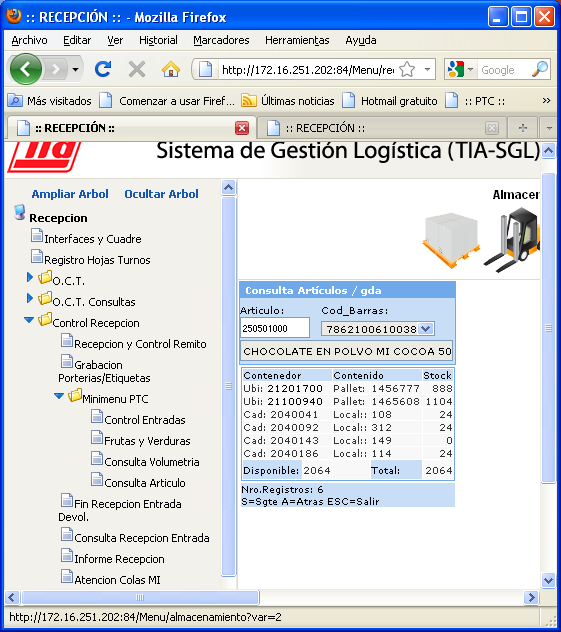 :: RECEPCIÓN :: - Mozilla Firefox
Archivo Editar Ver Historial Marcadores Herramientas Ayuda
http://172.16.251.202:84/Menu/rec
Google
Más visitados Comenzar a usar Firef... Últimas noticias Hotmail gratuito :: PTC :: »
:: RECEPCIÓN :: :: RECEPCIÓN ::
tia Sistema de Gestión Logística (TIA-SGL)
Ampliar Arbol Ocultar Arbol
Recepcion
Interfaces y Cuadre
Registro Hojas Turnos
O.C.T.
O.C.T. Consultas
Control Recepcion
Recepcion y Control Remito
Grabacion
Porterias/Etiquetas
Minimenu PTC
Control Entradas
Frutas y Verduras
Consulta Volumetria
Consulta Articulo
Fin Recepcion Entrada
Devol.
Consulta Recepcion Entrada
Informe Recepcion
Atencion Colas MI
Almacer
Consulta Artículos / gda
Articulo: Cod_Barras:
250501000 7862100610038
CHOCOLATE EN POLVO MI COCOA 50
Contenedor Contenido Stock
Ubi: 21201700 Pallet: 1456777 888
Ubi: 21100940 Pallet: 1465608 1104
Cad: 2040041 Local:: 108 24
Cad: 2040092 Local:: 312 24
Cad: 2040143 Local:: 149 0
Cad: 2040186 Local:: 114 24
Disponible: 2064 Total: 2064
Nro.Registros: 6
S=Sgte A=Atras ESC=Salir
http://172.16.251.202:84/Menu/almacenamiento?var=2